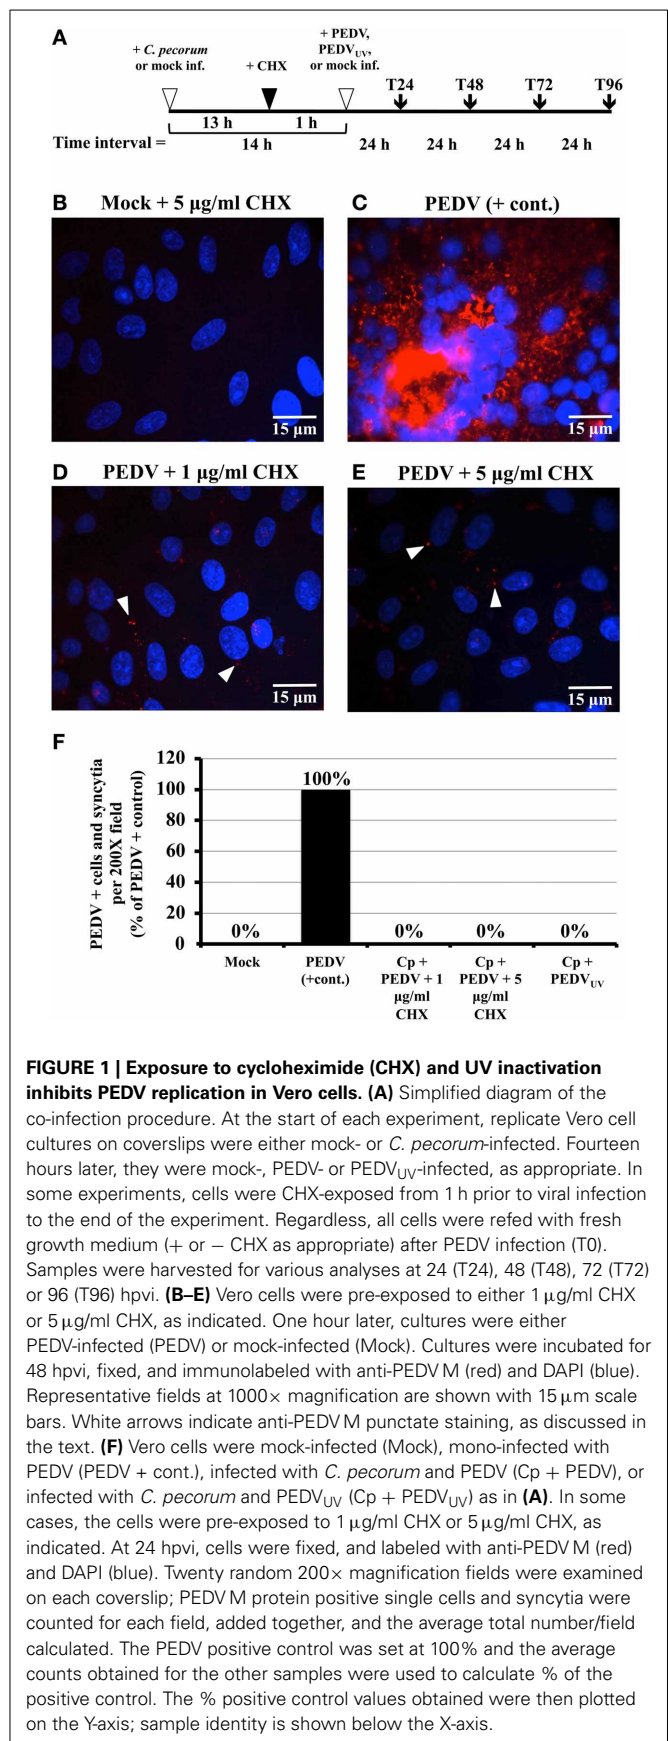 A
+ C. pecorum
or mock inf.
+ CHX
+ PEDV,
PEDVUV,
or mock inf.
T24 T48 T72 T96
13 h 1 h
Time interval = 14 h 24 h 24 h 24 h 24 h
B Mock + 5 µg/ml CHX
15 µm
C PEDV (+ cont.)
15 µm
D PEDV + 1 µg/ml CHX
15 µm
E PEDV + 5 µg/ml CHX
15 µm
F
PEDV + cells and syncytia
per 200X field
(% of PEDV + control)
120
100
80
60
40
20
0
0% 100% 0% 0% 0%
Mock
PEDV
(+cont.)
Cp +
PEDV + 1
µg/ml
CHX
Cp +
PEDV + 5
µg/ml
CHX
Cp +
PEDVUV
FIGURE 1 | Exposure to cycloheximide (CHX) and UV inactivation
inhibits PEDV replication in Vero cells. (A) Simplified diagram of the
co-infection procedure. At the start of each experiment, replicate Vero cell
cultures on coverslips were either mock- or C. pecorum-infected. Fourteen
hours later, they were mock-, PEDV- or PEDVUV-infected, as appropriate. In
some experiments, cells were CHX-exposed from 1 h prior to viral infection
to the end of the experiment. Regardless, all cells were refed with fresh
growth medium (+ or − CHX as appropriate) after PEDV infection (T0).
Samples were harvested for various analyses at 24 (T24), 48 (T48), 72 (T72)
or 96 (T96) hpvi. (B–E) Vero cells were pre-exposed to either 1 µg/ml CHX
or 5 µg/ml CHX, as indicated. One hour later, cultures were either
PEDV-infected (PEDV) or mock-infected (Mock). Cultures were incubated for
48 hpvi, fixed, and immunolabeled with anti-PEDV M (red) and DAPI (blue).
Representative fields at 1000× magnification are shown with 15 µm scale
bars. White arrows indicate anti-PEDV M punctate staining, as discussed in
the text. (F) Vero cells were mock-infected (Mock), mono-infected with
PEDV (PEDV + cont.), infected with C. pecorum and PEDV (Cp + PEDV), or
infected with C. pecorum and PEDVUV (Cp + PEDVUV) as in (A). In some
cases, the cells were pre-exposed to 1 µg/ml CHX or 5 µg/ml CHX, as
indicated. At 24 hpvi, cells were fixed, and labeled with anti-PEDV M (red)
and DAPI (blue). Twenty random 200× magnification fields were examined
on each coverslip; PEDV M protein positive single cells and syncytia were
counted for each field, added together, and the average total number/field
calculated. The PEDV positive control was set at 100% and the average
counts obtained for the other samples were used to calculate % of the
positive control. The % positive control values obtained were then plotted
on the Y-axis; sample identity is shown below the X-axis.